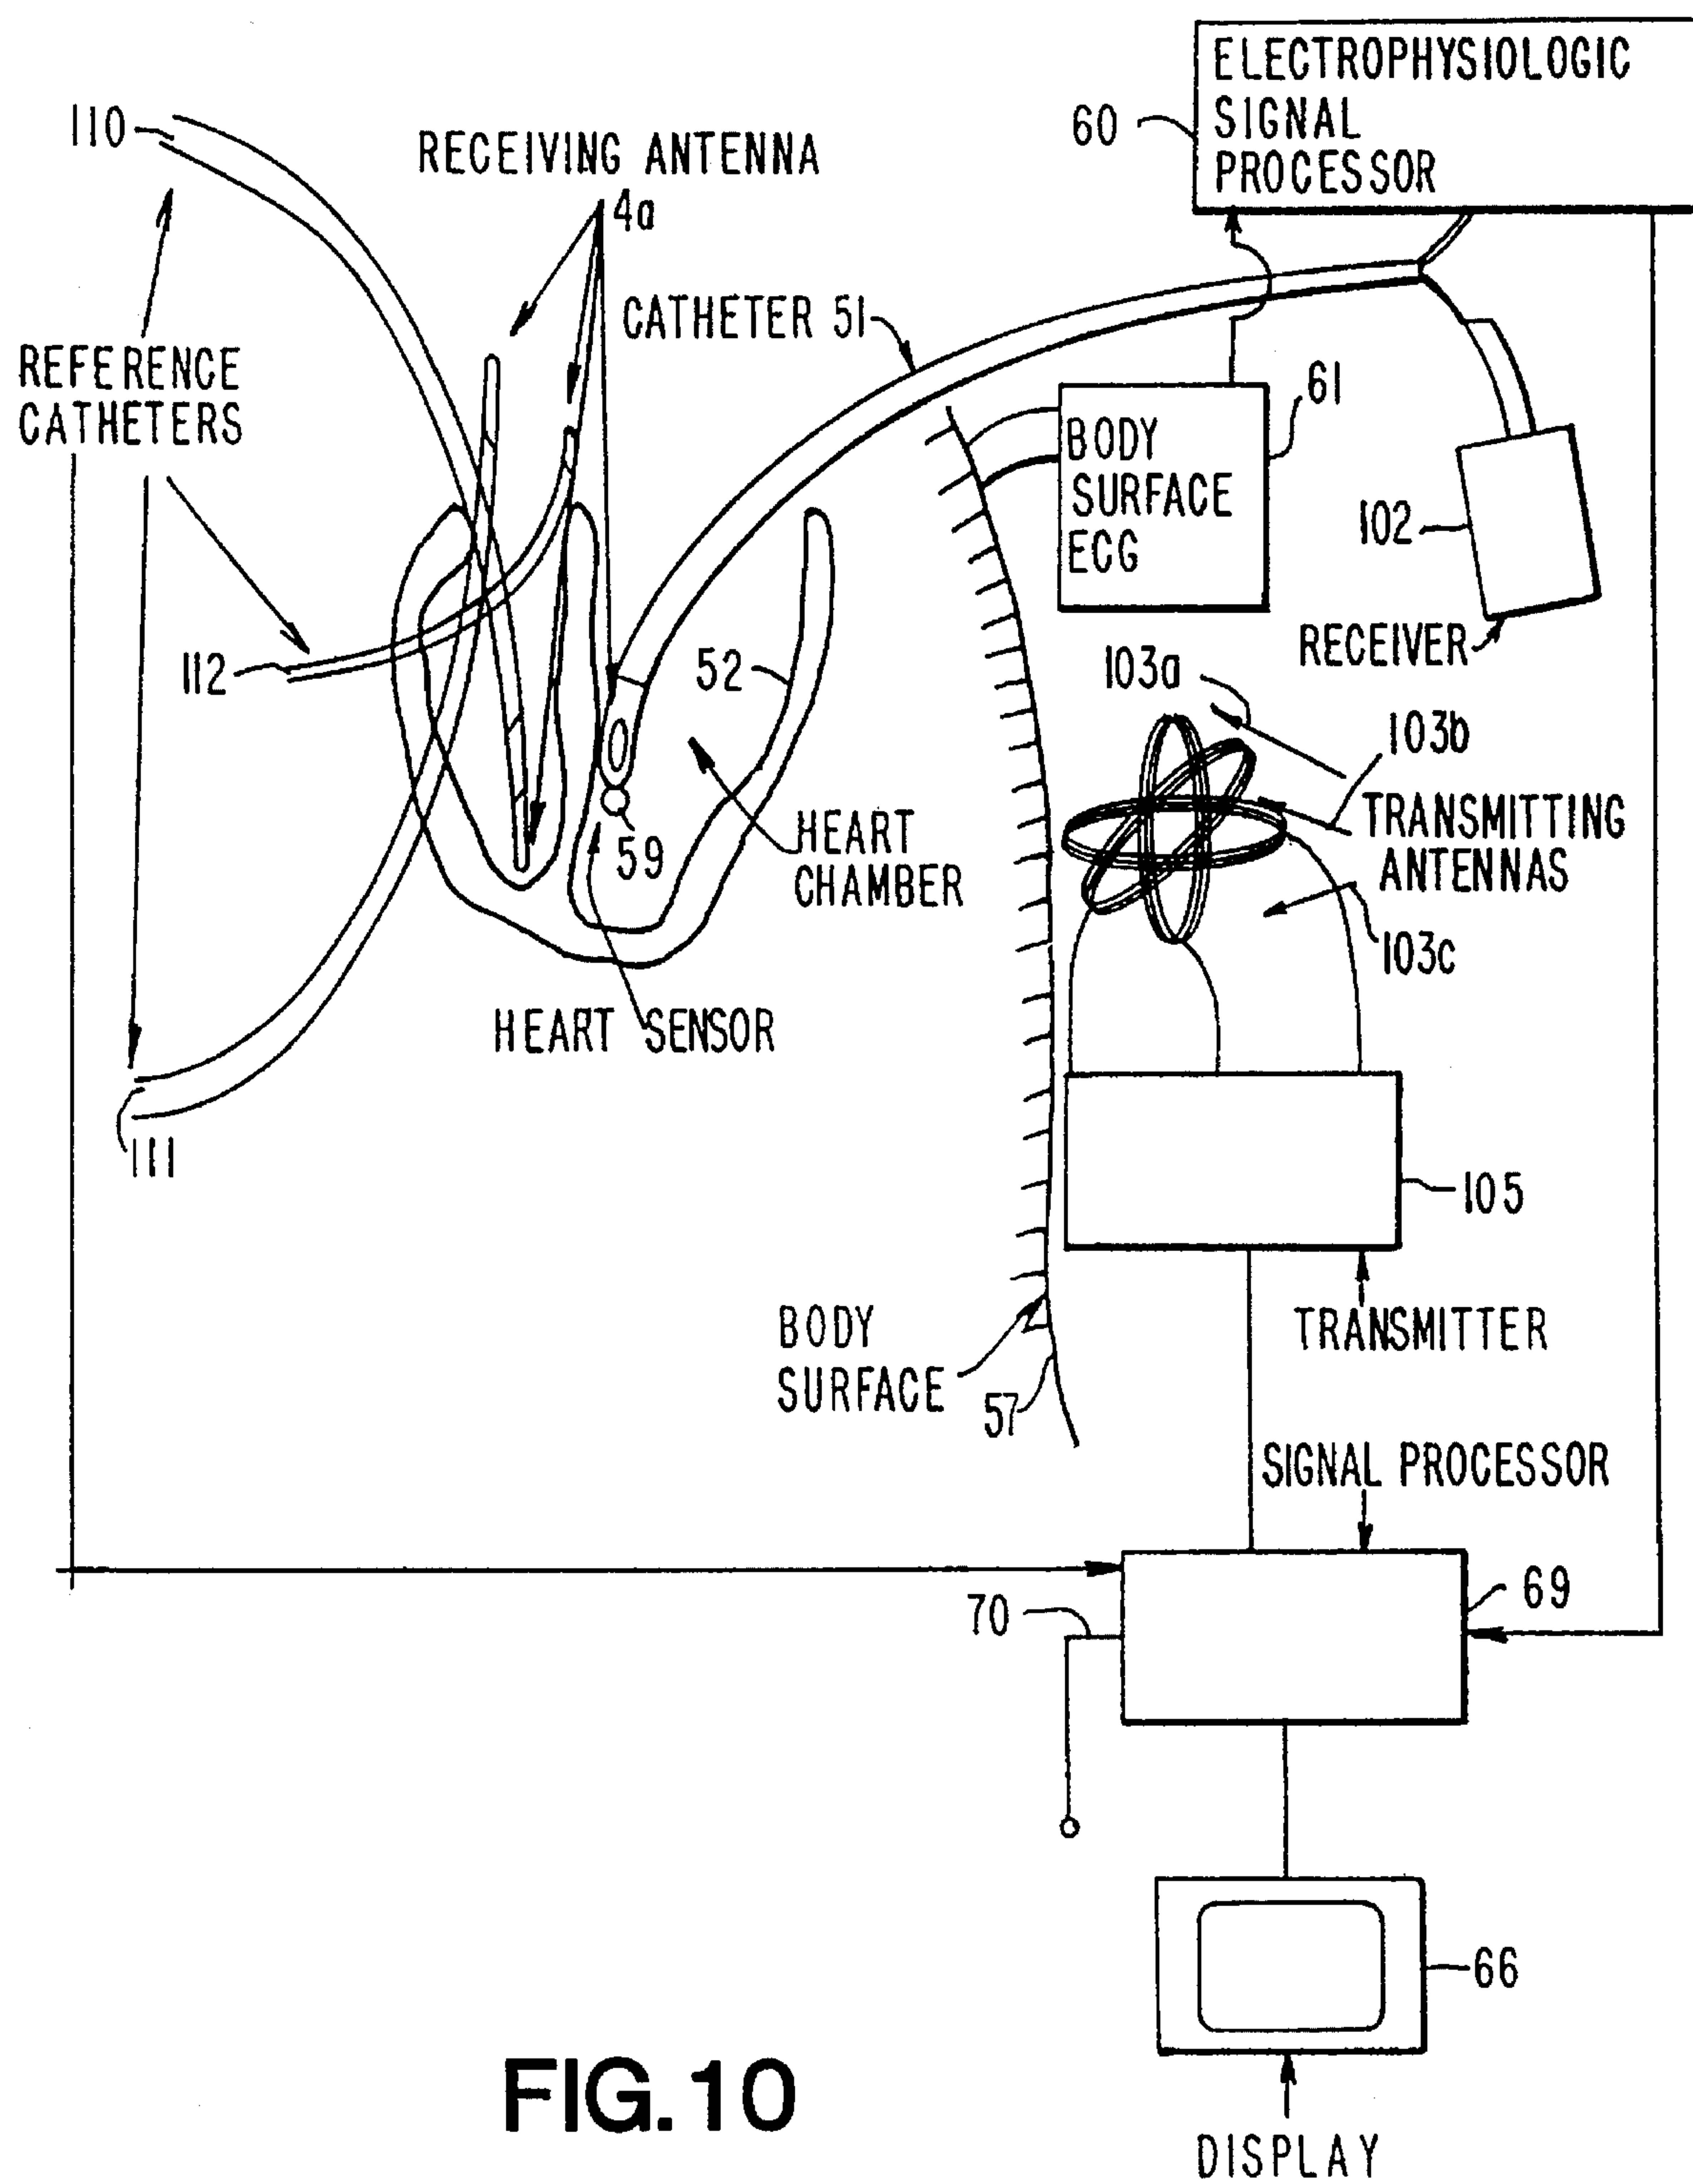 ELECTROPHYSIOLOGIC
SIGNAL
PROCESSOR
60
110
RECEIVING ANTENNA
4a
CATHETER 51
REFERENCE
CATHETERS
61
BODY
SURFACE
ECG
102
RECEIVER
112
52
103a
103b
TRANSMITTING
ANTENNAS
103c
59
HEART
CHAMBER
HEART SENSOR
111
105
TRANSMITTER
BODY
SURFACE
57
SIGNAL PROCESSOR
69
70
66
FIG.10
DISPLAY